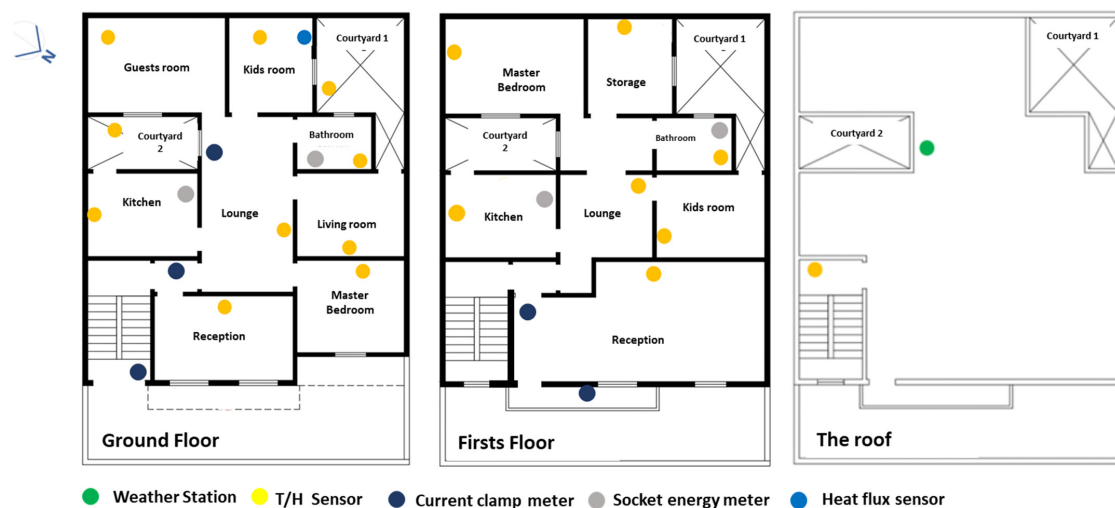 N
Guests room
Kids room
Courtyard 1
Courtyard
2
Bathroom
Kitchen
Lounge
Living room
Master
Bedroom
Reception
Ground Floor
Master
Bedroom
Storage
Courtyard 1
Courtyard
2
Bathroom
Kitchen
Lounge
Kids room
Reception
Firsts Floor
Courtyard 1
Courtyard 2
The roof
Weather Station
T/H Sensor
Current clamp meter
Socket energy meter
Heat flux sensor